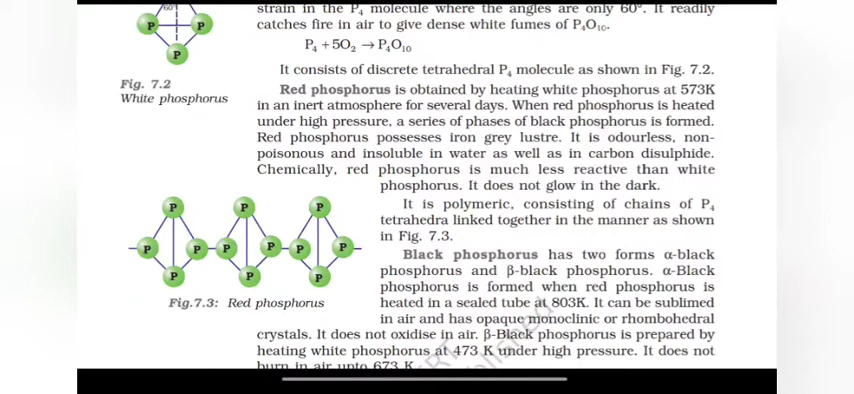 strain in the P₄ molecule where the angles are only 60°. It readily
catches fire in air to give dense white fumes of P₄O₁₀.
P₄ + 5O₂ → P₄O₁₀
It consists of discrete tetrahedral P₄ molecule as shown in Fig. 7.2.
60°
P P
P
Fig. 7.2
White phosphorus
Red phosphorus is obtained by heating white phosphorus at 573K
in an inert atmosphere for several days. When red phosphorus is heated
under high pressure, a series of phases of black phosphorus is formed.
Red phosphorus possesses iron grey lustre. It is odourless, non-
poisonous and insoluble in water as well as in carbon disulphide.
Chemically, red phosphorus is much less reactive than white
phosphorus. It does not glow in the dark.
It is polymeric, consisting of chains of P₄
tetrahedra linked together in the manner as shown
in Fig. 7.3.
P P P
P P P P P P
P P P
Fig.7.3: Red phosphorus
Black phosphorus has two forms α-black
phosphorus and β-black phosphorus. α-Black
phosphorus is formed when red phosphorus is
heated in a sealed tube at 803K. It can be sublimed
in air and has opaque monoclinic or rhombohedral
crystals. It does not oxidise in air. β-Black phosphorus is prepared by
heating white phosphorus at 473 K under high pressure. It does not
burn in air upto 673 K.